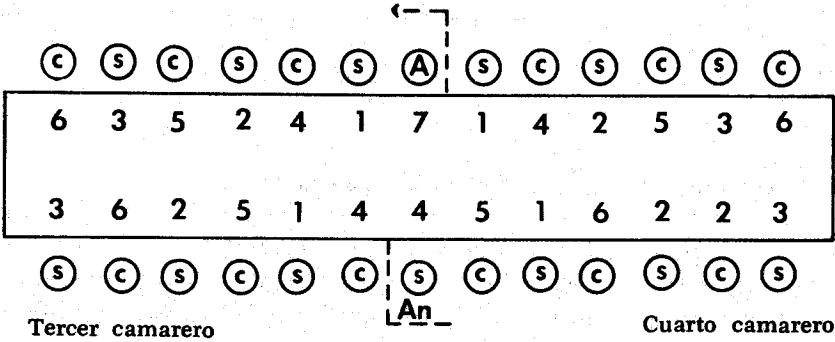 C S C S C S A S C S C S C
6 3 5 2 4 1 7 1 4 2 5 3 6
3 6 2 5 1 4 4 5 1 6 2 2 3
S C S C S C S C S C S C S
An
Tercer camarero Cuarto camarero